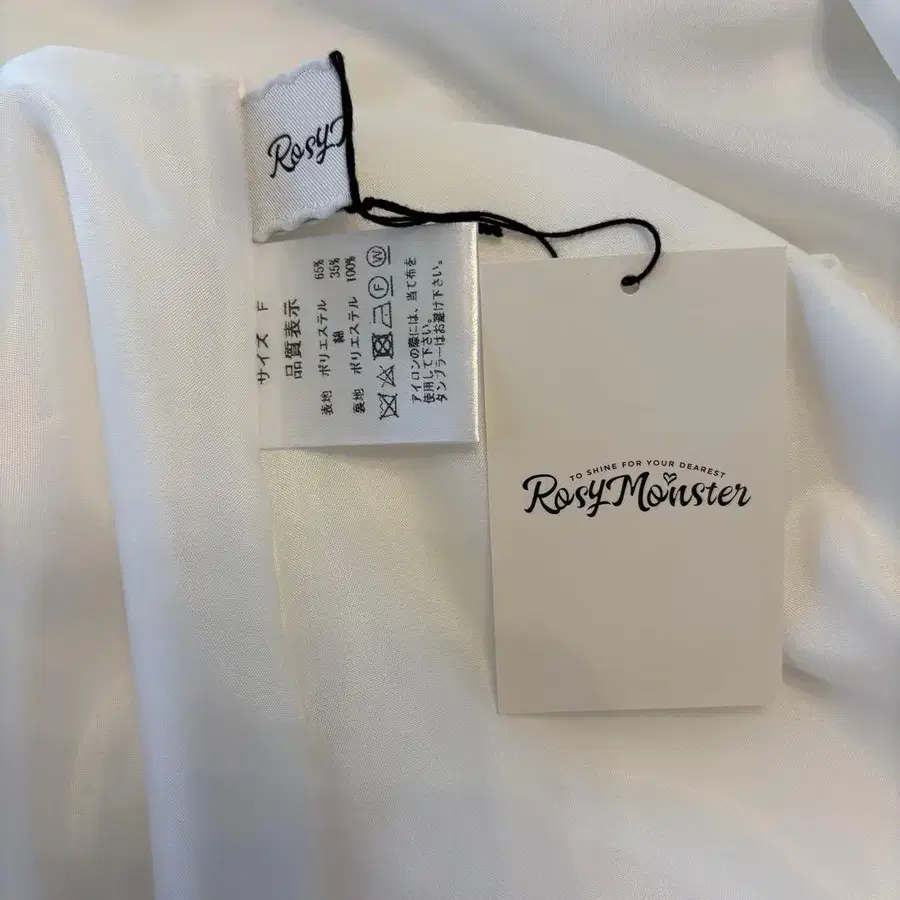 Rosy
サイズ F
品質表示
表地 ポリエステル 65%
綿 35%
裏地 ポリエステル 100%
F W
アイロンの際には、当て布を
使用して下さい。
タンブラーはお避け下さい。
TO SHINE FOR YOUR DEAREST
RosyMonster